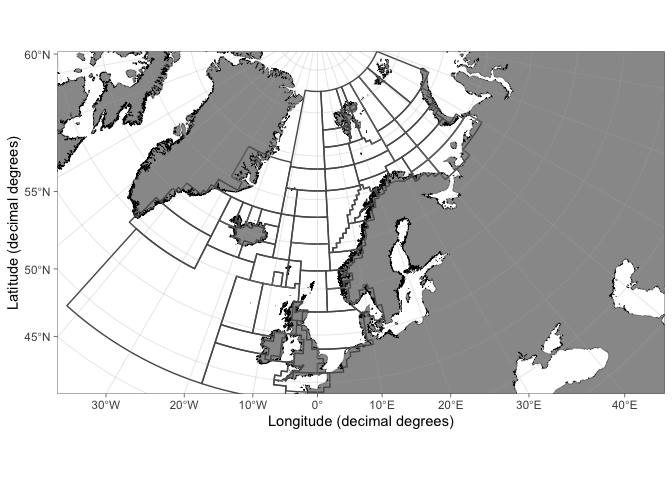 60°N
55°N
50°N
45°N
Latitude (decimal degrees)
30°W 20°W 10°W 0° 10°E 20°E 30°E 40°E
Longitude (decimal degrees)